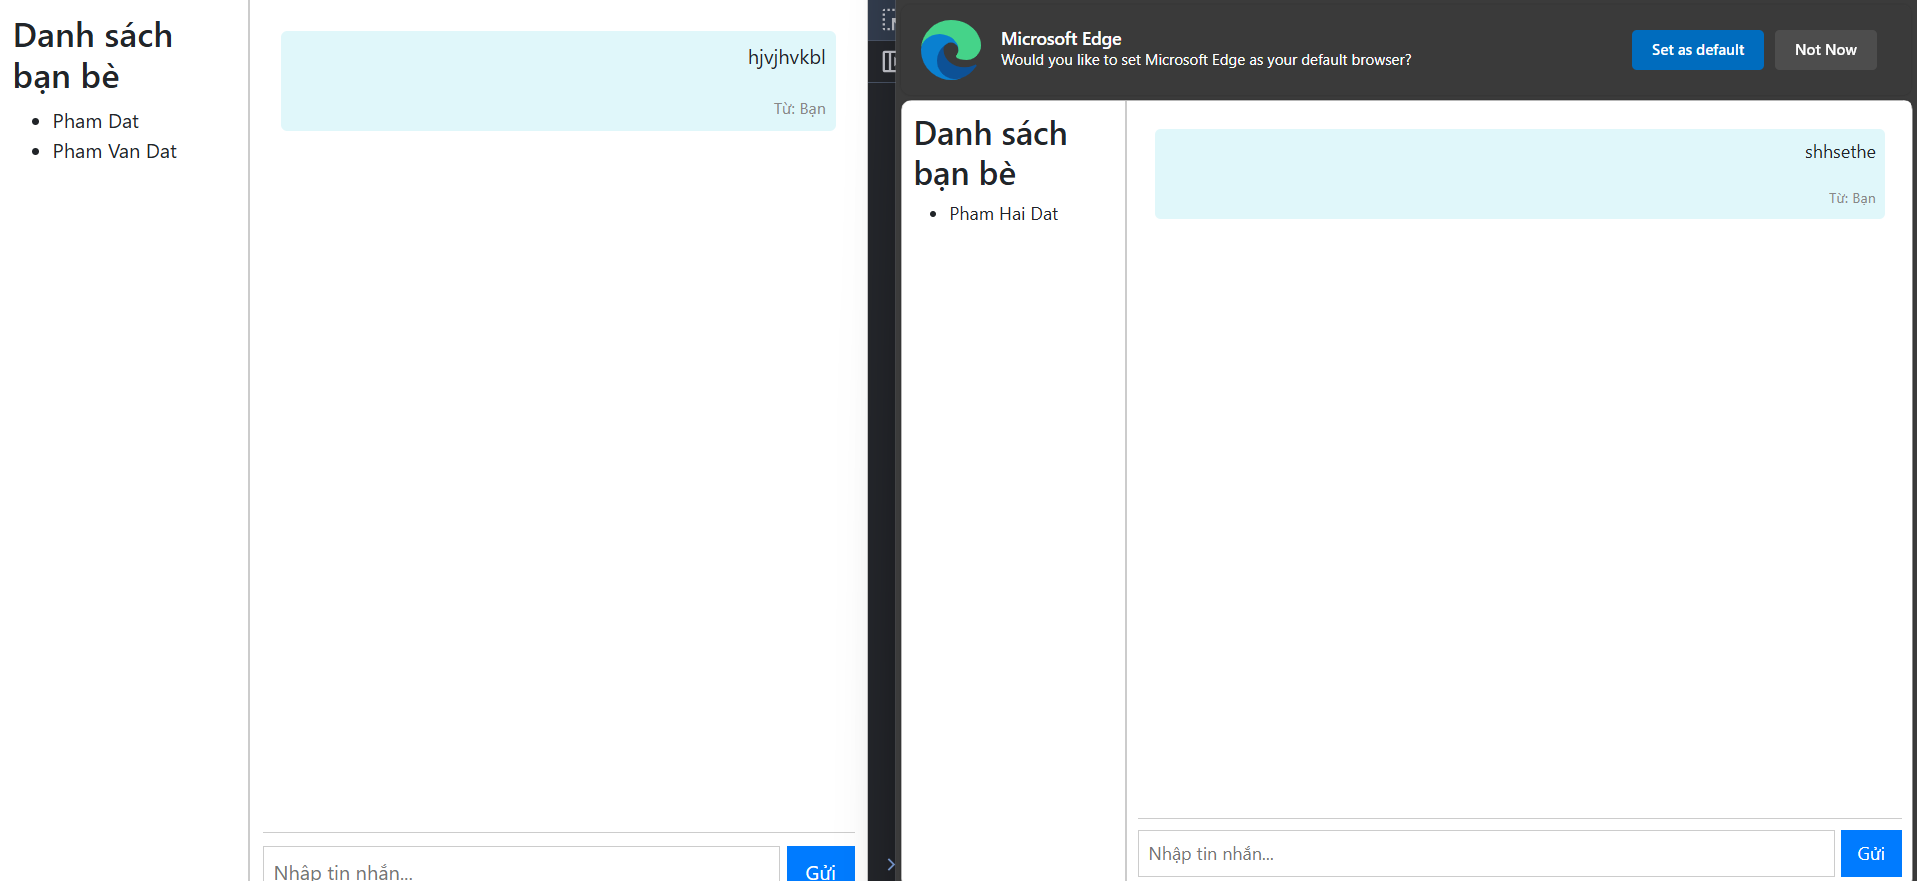 Danh sách
bạn bè
Pham Dat
Pham Van Dat
hjvjhvkbl
Từ: Bạn
Nhập tin nhắn...
Gửi
Microsoft Edge
Would you like to set Microsoft Edge as your default browser?
Set as default
Not Now
Danh sách
bạn bè
Pham Hai Dat
shhsethe
Từ: Bạn
Nhập tin nhắn...
Gửi